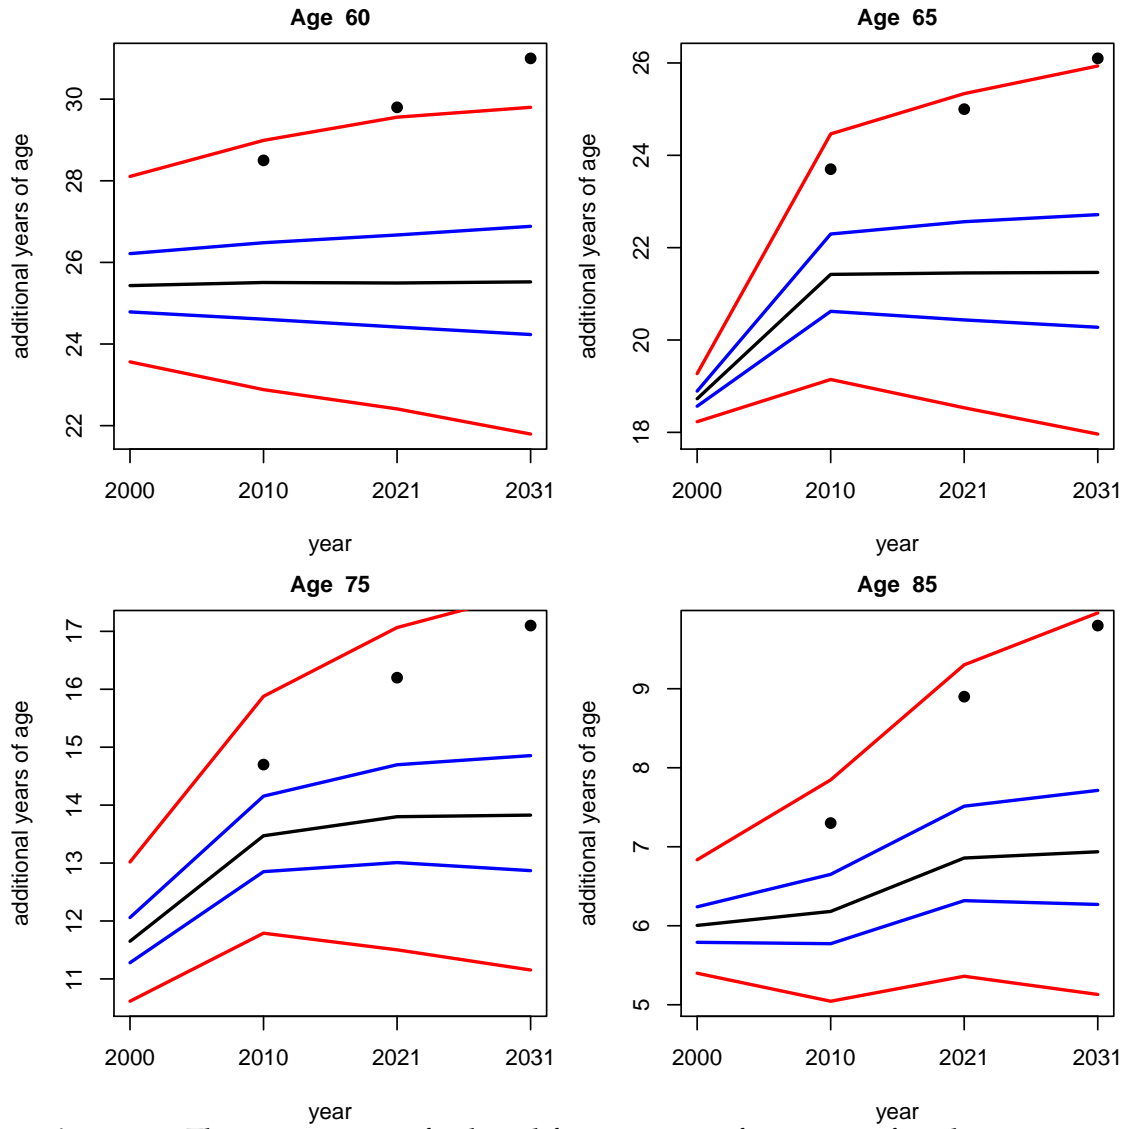 Age 60
additional years of age
30
28
26
24
22
2000 2010 2021 2031
year
Age 65
additional years of age
26
24
22
20
18
2000 2010 2021 2031
year
Age 75
additional years of age
17
16
15
14
13
12
11
2000 2010 2021 2031
year
Age 85
additional years of age
9
8
7
6
5
2000 2010 2021 2031
year